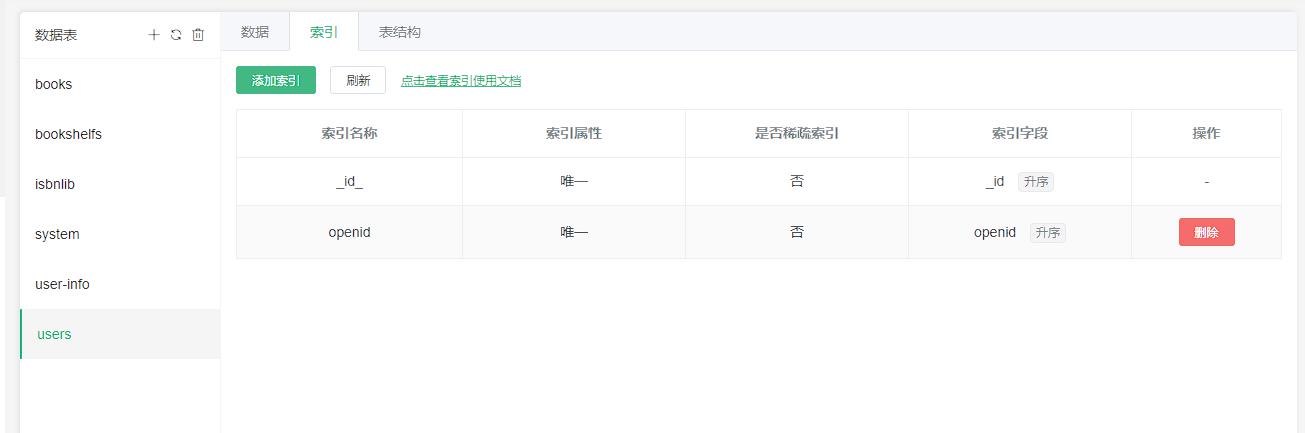 数据表
books
bookshelfs
isbnlib
system
user-info
users
数据 索引 表结构
添加索引 刷新 点击查看索引使用文档
索引名称 索引属性 是否稀疏索引 索引字段 操作
_id_ 唯一 否 _id 升序 -
openid 唯一 否 openid 升序 删除